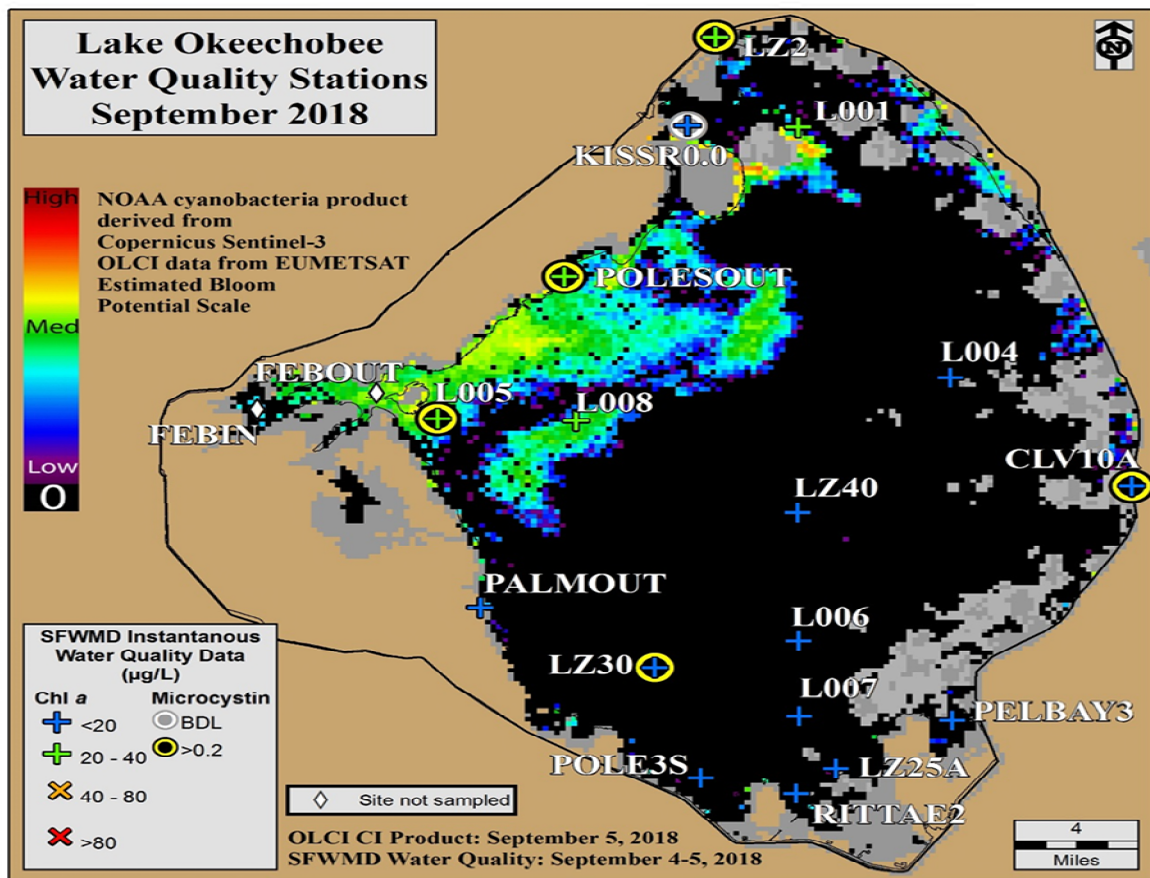 Lake Okeechobee
Water Quality Stations
September 2018
N
LZ2
L001
KISSR0.0
High
Med
Low
0
NOAA cyanobacteria product
derived from
Copernicus Sentinel-3
OLCI data from EUMETSAT
Estimated Bloom
Potential Scale
POLESOUT
L004
FEBOUT
L005
L008
FEBIN
CLV10A
LZ40
PALMOUT
L006
LZ30
L007
PELBAY3
POLE3S
LZ25A
RITTAE2
SFWMD Instantanous
Water Quality Data
(µg/L)
Chl a Microcystin
<20 BDL
20 - 40 >0.2
40 - 80
>80
Site not sampled
OLCI CI Product: September 5, 2018
SFWMD Water Quality: September 4-5, 2018
4
Miles